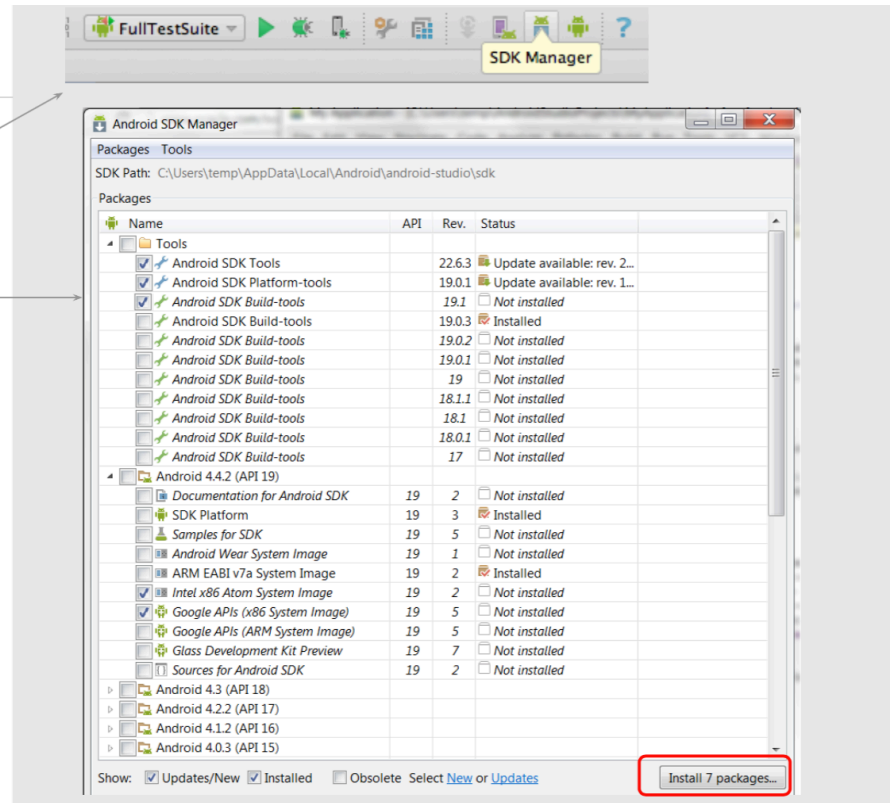 FullTestSuite
?
SDK Manager
Android SDK Manager
Packages Tools
SDK Path: C:\Users\temp\AppData\Local\Android\android-studio\sdk
Packages
Name API Rev. Status
Tools
Android SDK Tools 22.6.3 Update available: rev. 2...
Android SDK Platform-tools 19.0.1 Update available: rev. 1...
Android SDK Build-tools 19.1 Not installed
Android SDK Build-tools 19.0.3 Installed
Android SDK Build-tools 19.0.2 Not installed
Android SDK Build-tools 19.0.1 Not installed
Android SDK Build-tools 19 Not installed
Android SDK Build-tools 18.1.1 Not installed
Android SDK Build-tools 18.1 Not installed
Android SDK Build-tools 18.0.1 Not installed
Android SDK Build-tools 17 Not installed
Android 4.4.2 (API 19)
Documentation for Android SDK 19 2 Not installed
SDK Platform 19 3 Installed
Samples for SDK 19 5 Not installed
Android Wear System Image 19 1 Not installed
ARM EABI v7a System Image 19 2 Installed
Intel x86 Atom System Image 19 2 Not installed
Google APIs (x86 System Image) 19 5 Not installed
Google APIs (ARM System Image) 19 5 Not installed
Glass Development Kit Preview 19 7 Not installed
Sources for Android SDK 19 2 Not installed
Android 4.3 (API 18)
Android 4.2.2 (API 17)
Android 4.1.2 (API 16)
Android 4.0.3 (API 15)
Show: Updates/New Installed Obsolete Select New or Updates Install 7 packages...